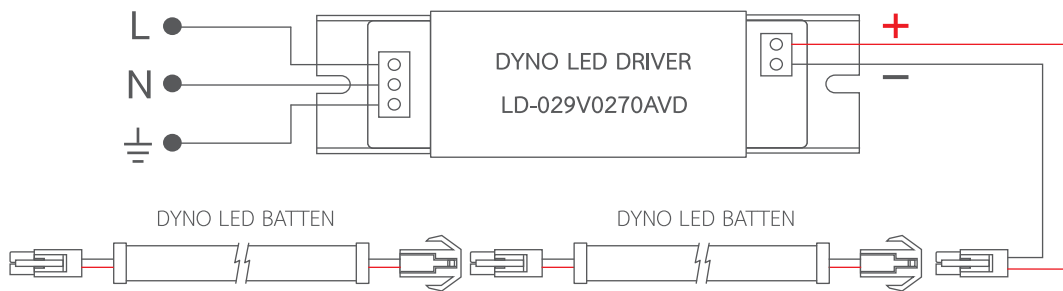 L
N
DYNO LED DRIVER
LD-029V0270AVD
+
−
DYNO LED BATTEN
DYNO LED BATTEN